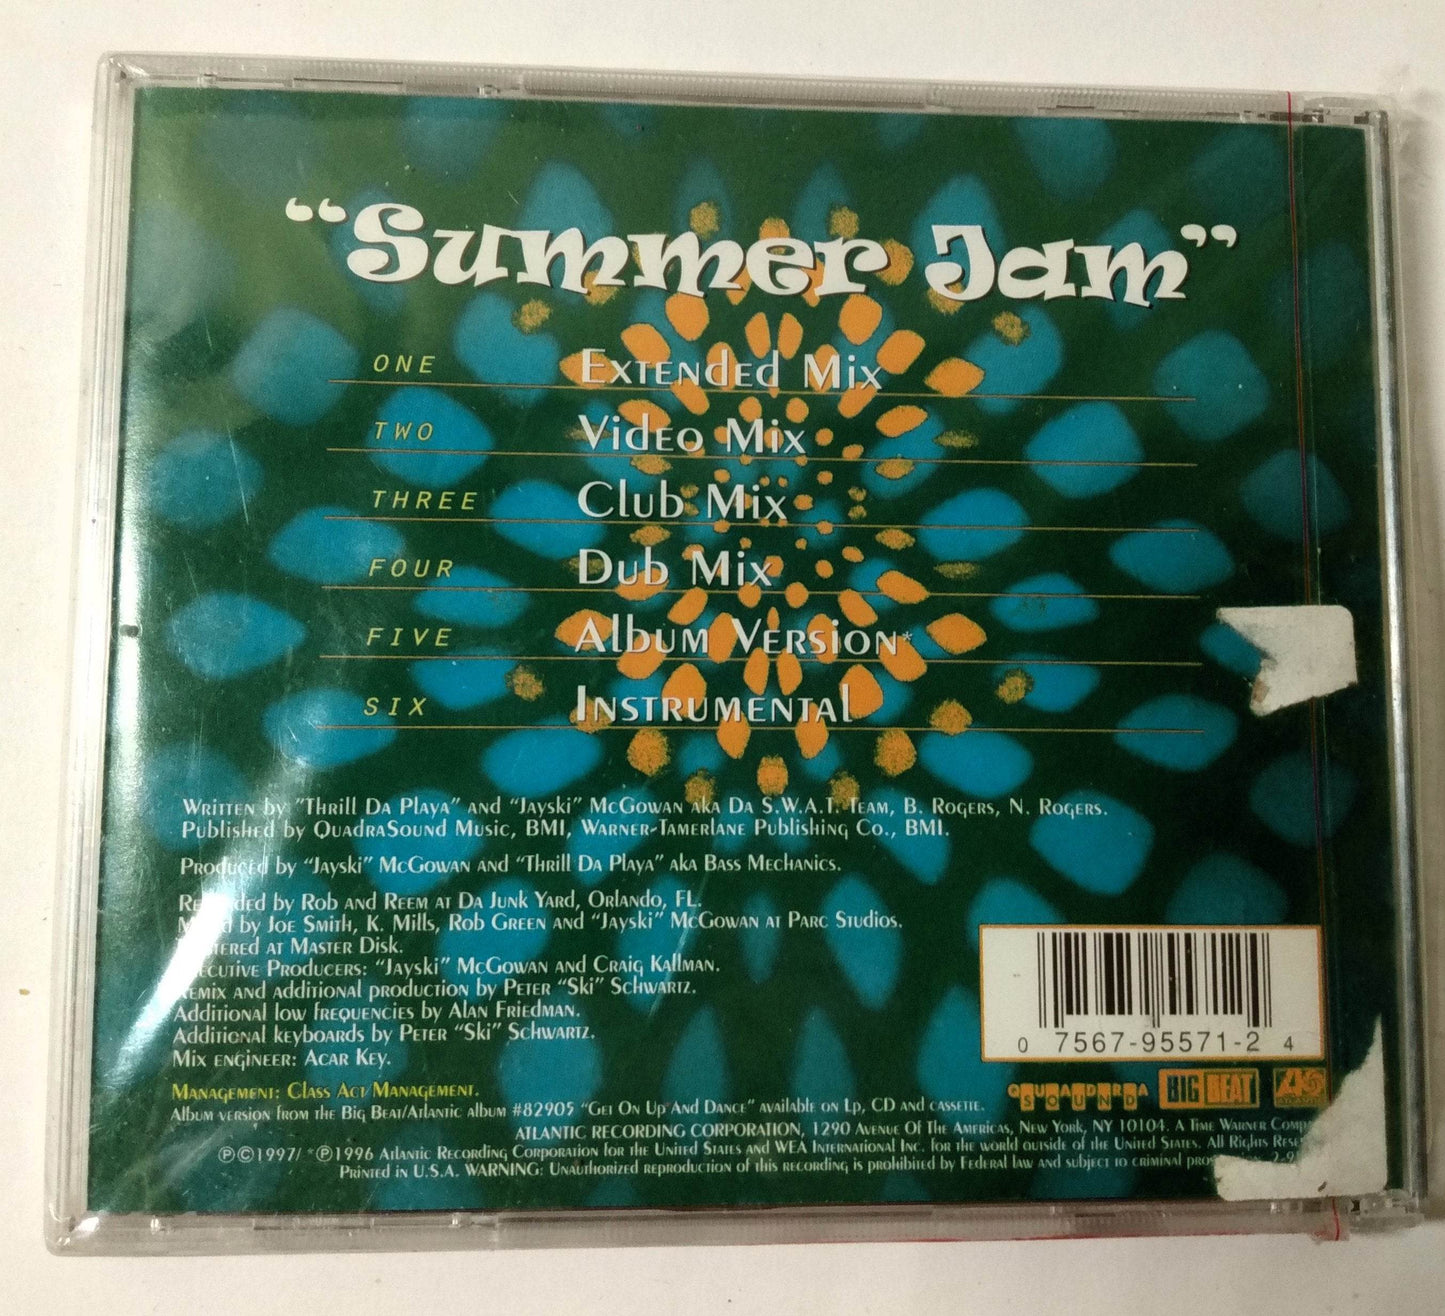 “Summer Jam”
ONE Extended Mix
TWO Video Mix
THREE Club Mix
FOUR Dub Mix
FIVE Album Version*
SIX Instrumental
Written by "Thrill Da Playa" and "Jayski" McGowan aka Da S.W.A.T. Team, B. Rogers, N. Rogers.
Published by QuadraSound Music, BMI, Warner-Tamerlane Publishing Co., BMI.
Produced by "Jayski" McGowan and "Thrill Da Playa" aka Bass Mechanics.
Recorded by Rob and Reem at Da Junk Yard, Orlando, FL.
Mixed by Joe Smith, K. Mills, Rob Green and "Jayski" McGowan at Parc Studios.
Mastered at Master Disk.
Executive Producers: "Jayski" McGowan and Craig Kallman.
Remix and additional production by Peter "Ski" Schwartz.
Additional low frequencies by Alan Friedman.
Additional keyboards by Peter "Ski" Schwartz.
Mix engineer: Acar Key.
0 7567-95571-2 4
QUADRA SOUND BIG BEAT
Management: Class Act Management.
Album version from the Big Beat/Atlantic album #82905 "Get On Up And Dance" available on Lp, CD and cassette.
ATLANTIC RECORDING CORPORATION, 1290 Avenue Of The Americas, New York, NY 10104. A Time Warner
℗©1997/ *℗1996 Atlantic Recording Corporation for the United States and WEA International Inc. for the world outside of the United States. All Rights
Printed in U.S.A. WARNING: Unauthorized reproduction of this recording is prohibited by Federal law and subject to criminal